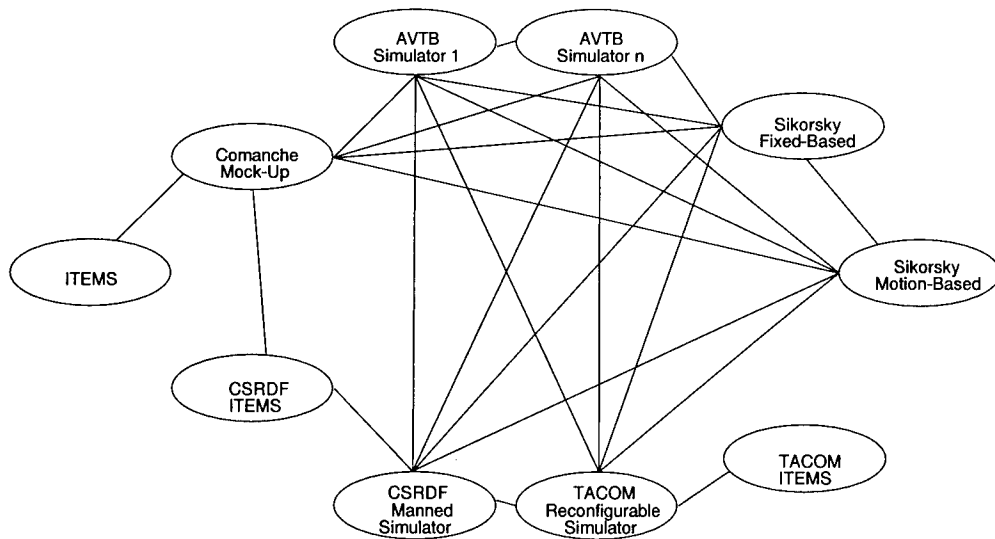 AVTB
Simulator 1
AVTB
Simulator n
Sikorsky
Fixed-Based
Comanche
Mock-Up
ITEMS
Sikorsky
Motion-Based
CSRDF
ITEMS
TACOM
ITEMS
CSRDF
Manned
Simulator
TACOM
Reconfigurable
Simulator